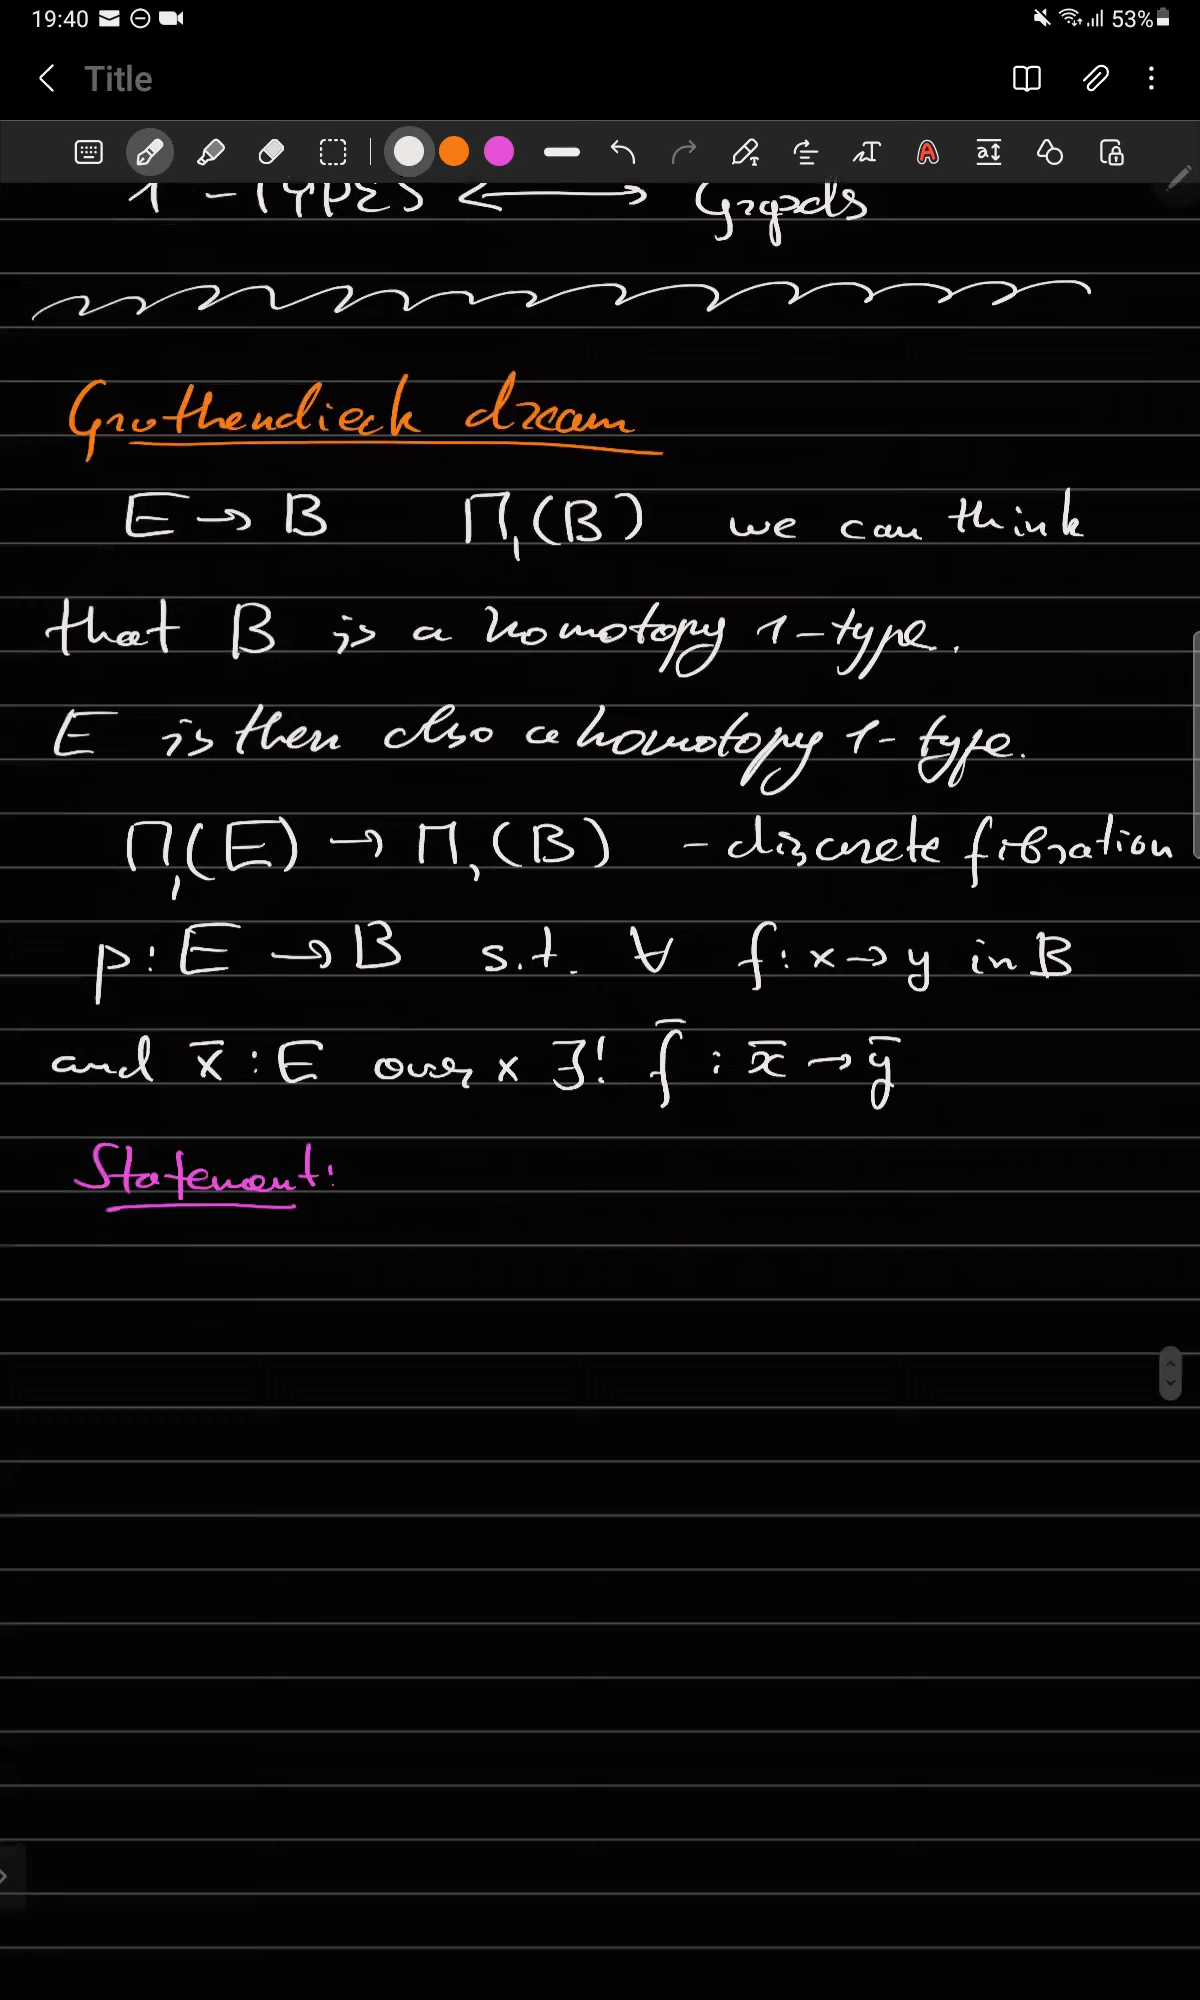 19:40 53%
Title
1 - TYPES ⟷ Grpds
Grothendieck dream
E → B Π₁(B) we can think
that B is a homotopy 1-type.
E is then also a homotopy 1-type.
Π₁(E) → Π₁(B) - discrete fibration
p: E → B s.t. ∀ f: x → y in B
and x̄ : E over x ∃! f̄ : x̄ → ȳ
Statement: